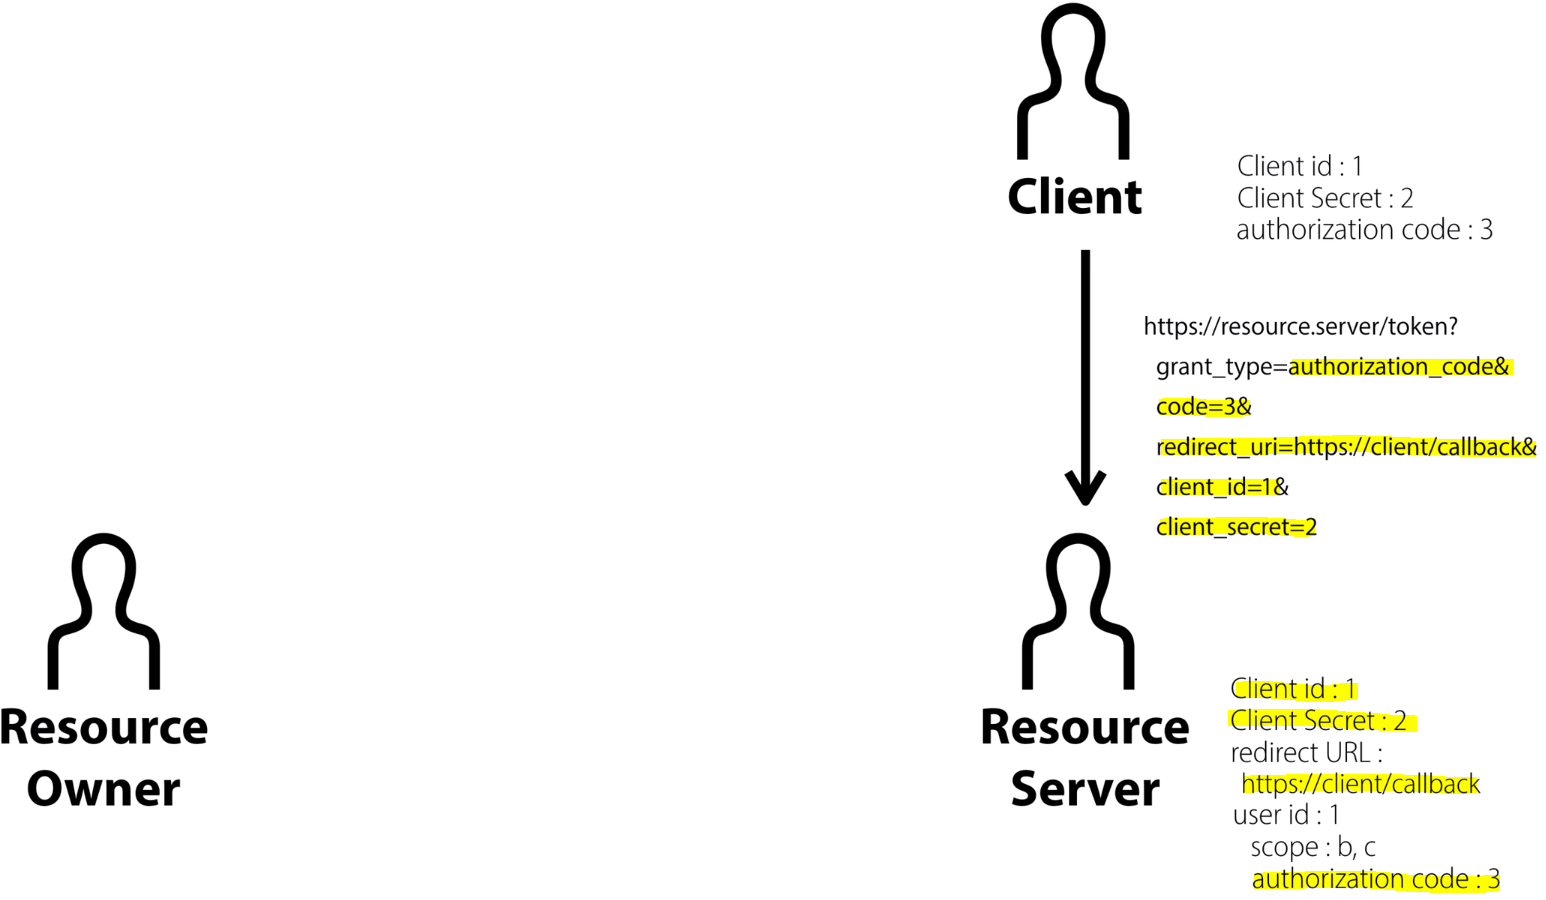 Client
Client id : 1
Client Secret : 2
authorization code : 3
https://resource.server/token?
grant_type=authorization_code&
code=3&
redirect_uri=https://client/callback&
client_id=1&
client_secret=2
Resource
Owner
Resource
Server
Client id : 1
Client Secret : 2
redirect URL :
https://client/callback
user id : 1
scope : b, c
authorization code : 3